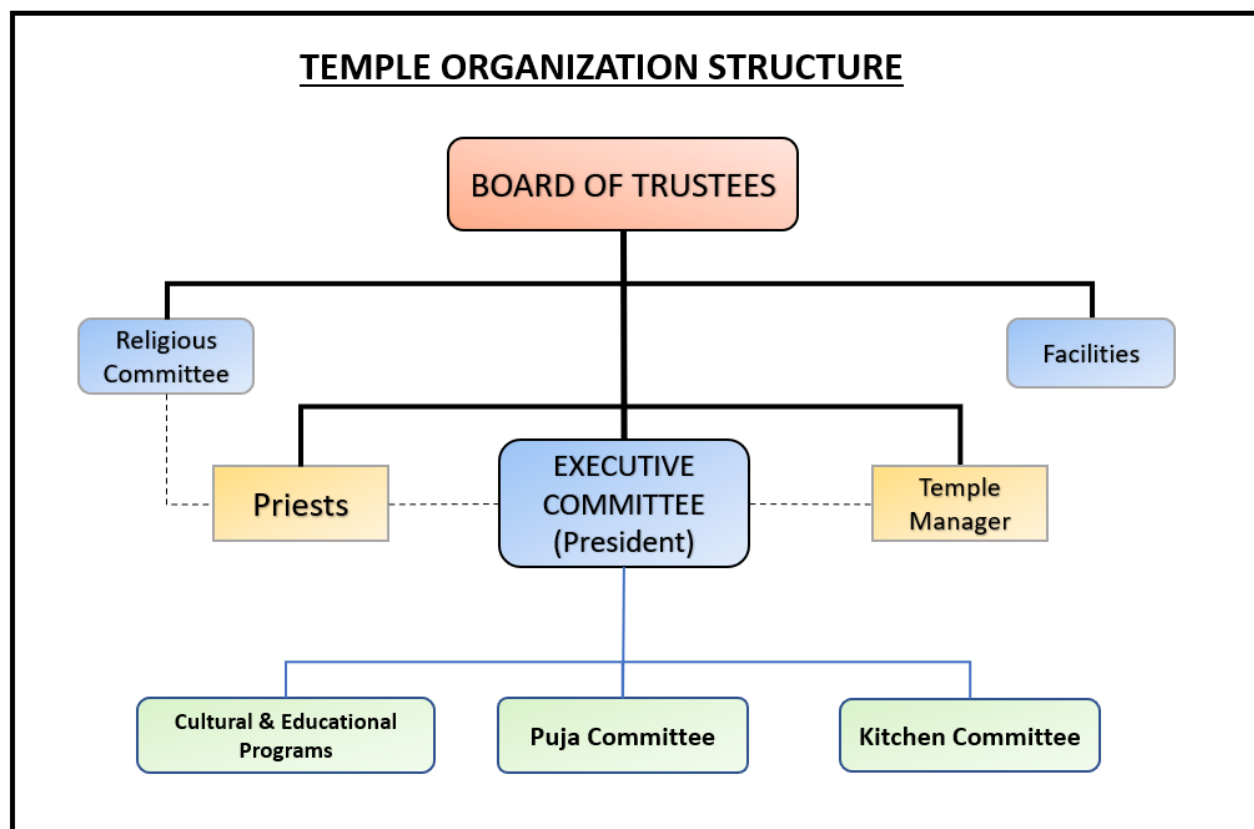 TEMPLE ORGANIZATION STRUCTURE
BOARD OF TRUSTEES
Religious
Committee
Facilities
Priests
EXECUTIVE
COMMITTEE
(President)
Temple
Manager
Cultural & Educational
Programs
Puja Committee
Kitchen Committee